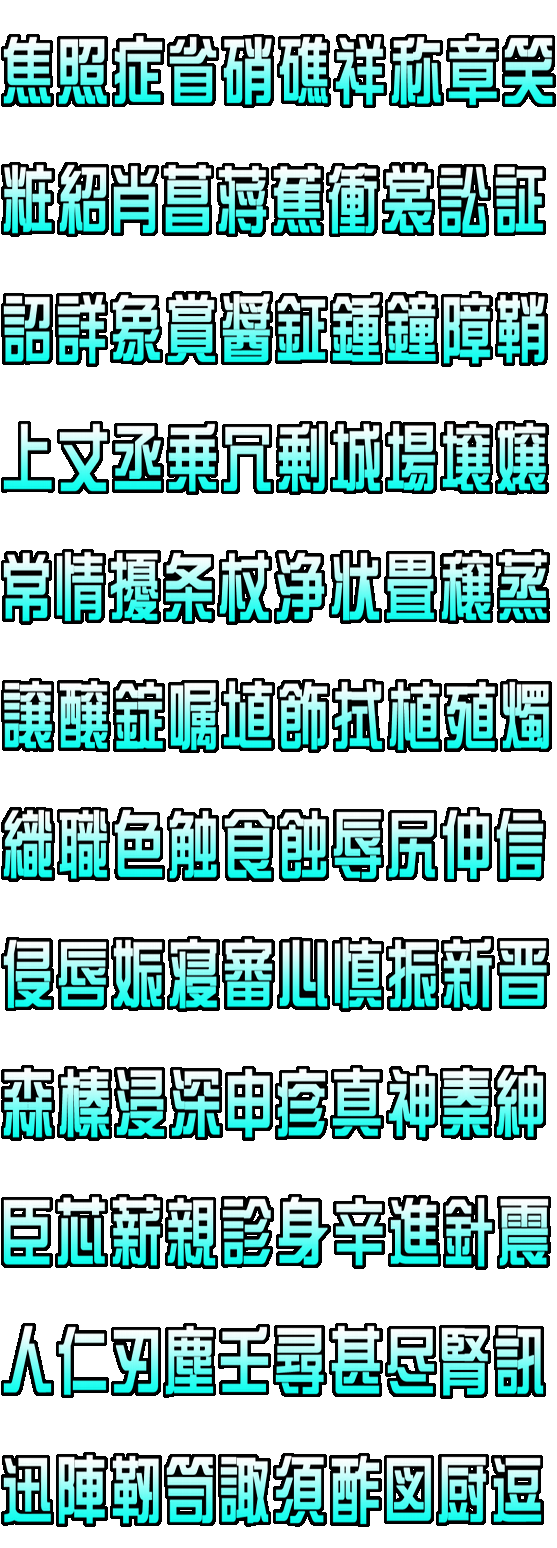 焦照症省硝礁祥称章笑
粧紹肖菖蒋蕉衝裳訟証
詔詳象賞醤鉦鍾鐘障鞘
上丈丞乗冗剰城場壌嬢
常情擾条杖浄状畳穣蒸
譲醸錠嘱埴飾拭植殖燭
織職色触食蝕辱尻伸信
侵唇娠寝審心慎振新晋
森榛浸深申疹真神秦紳
臣芯薪親診身辛進針震
人仁刃塵壬尋甚尽腎訊
迅陣靭笥諏須酢図厨逗